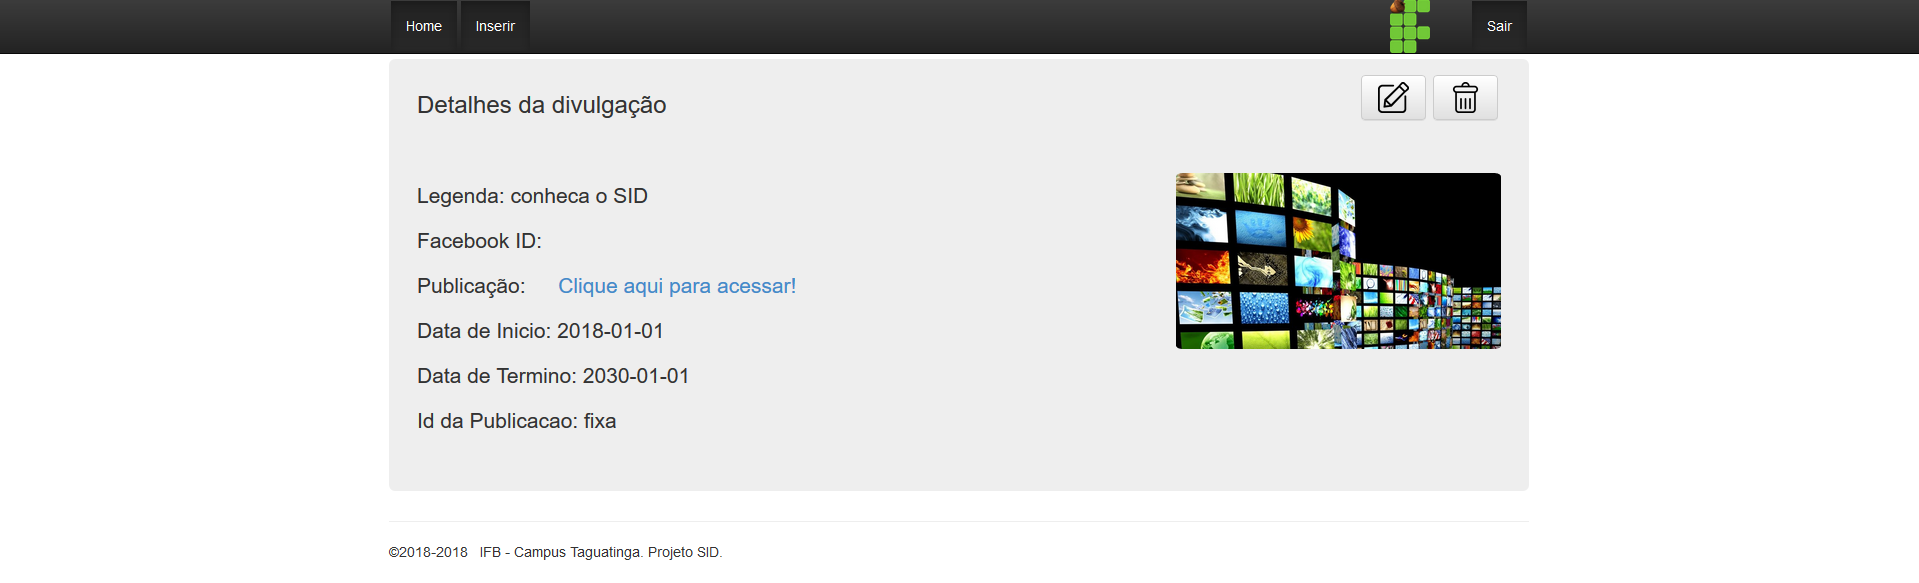 Home Inserir Sair
Detalhes da divulgação
Legenda: conheca o SID
Facebook ID:
Publicação: Clique aqui para acessar!
Data de Inicio: 2018-01-01
Data de Termino: 2030-01-01
Id da Publicacao: fixa
©2018-2018 IFB - Campus Taguatinga. Projeto SID.